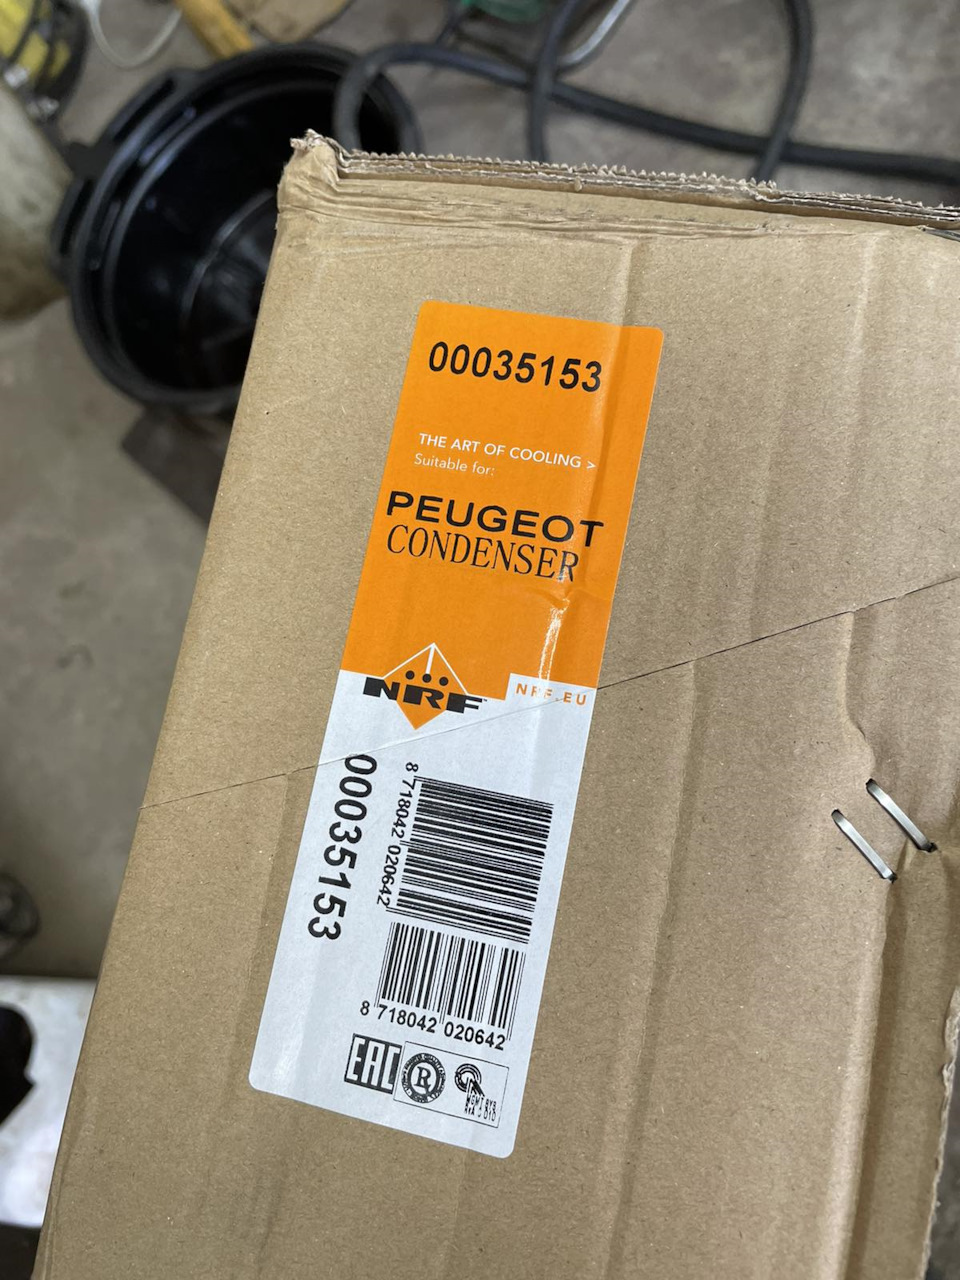 00035153
THE ART OF COOLING >
Suitable for:
PEUGEOT
CONDENSER
NRF
NRF.EU
00035153
8 718042 020642
8 718042 020642
EAC
R